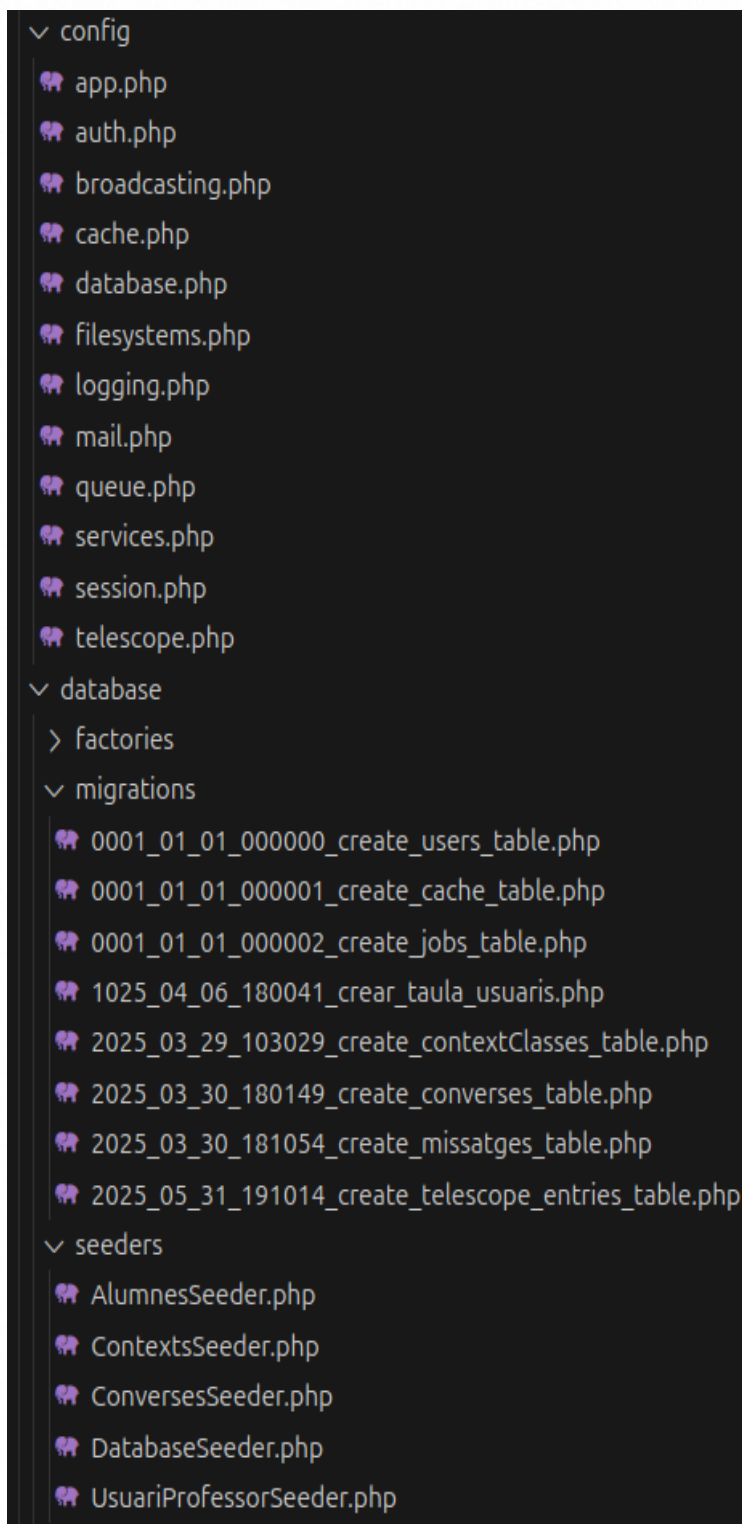 config
app.php
auth.php
broadcasting.php
cache.php
database.php
filesystems.php
logging.php
mail.php
queue.php
services.php
session.php
telescope.php
database
factories
migrations
0001_01_01_000000_create_users_table.php
0001_01_01_000001_create_cache_table.php
0001_01_01_000002_create_jobs_table.php
1025_04_06_180041_crear_taula_usuaris.php
2025_03_29_103029_create_contextClasses_table.php
2025_03_30_180149_create_converses_table.php
2025_03_30_181054_create_missatges_table.php
2025_05_31_191014_create_telescope_entries_table.php
seeders
AlumnesSeeder.php
ContextsSeeder.php
ConversesSeeder.php
DatabaseSeeder.php
UsuariProfessorSeeder.php